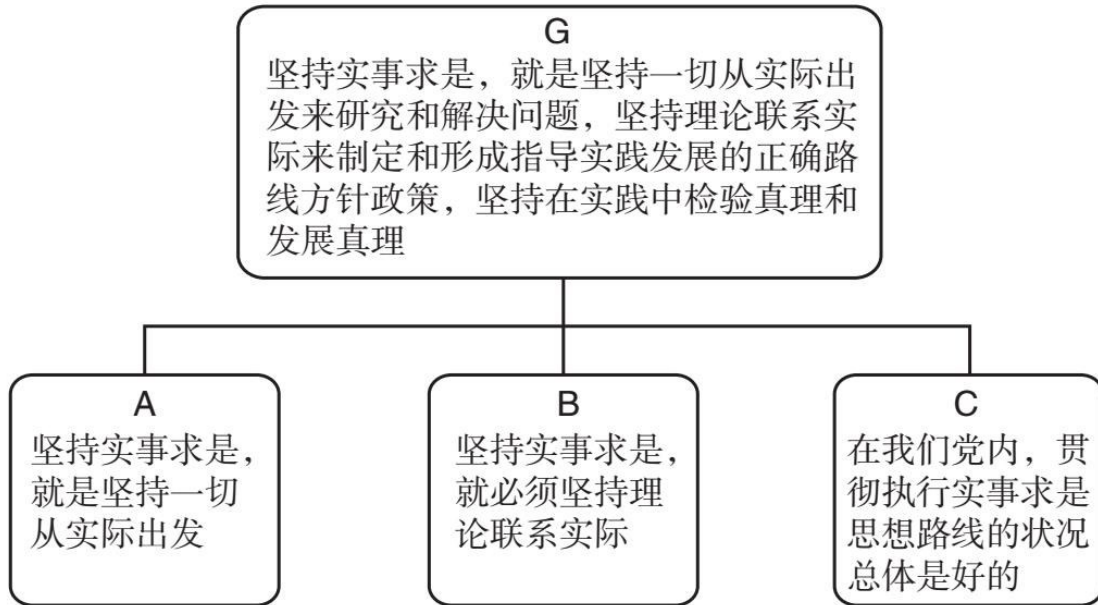 G
坚持实事求是，就是坚持一切从实际出
发来研究和解决问题，坚持理论联系实
际来制定和形成指导实践发展的正确路
线方针政策，坚持在实践中检验真理和
发展真理
A
坚持实事求是，
就是坚持一切
从实际出发
B
坚持实事求是，
就必须坚持理
论联系实际
C
在我们党内，贯
彻执行实事求是
思想路线的状况
总体是好的